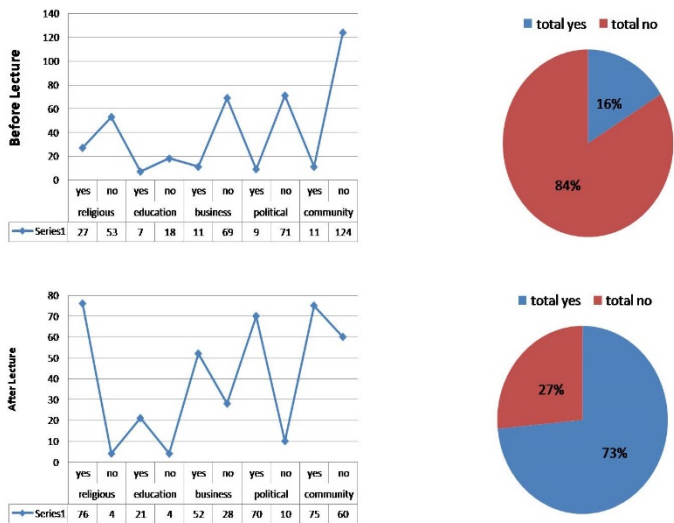 Before Lecture
140
120
100
80
60
40
20
0
yes no yes no yes no yes no yes no
religious education business political community
Series1 27 53 7 18 11 69 9 71 11 124
total yes total no
16%
84%
After Lecture
80
70
60
50
40
30
20
10
0
yes no yes no yes no yes no yes no
religious education business political community
Series1 76 4 21 4 52 28 70 10 75 60
total yes total no
27%
73%